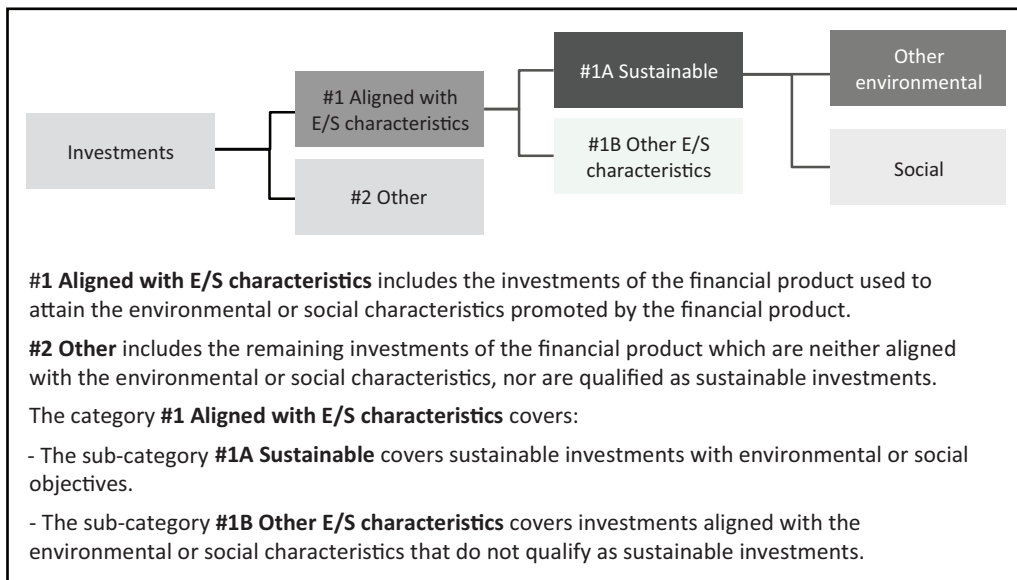 Investments
#1 Aligned with
E/S characteristics
#2 Other
#1A Sustainable
#1B Other E/S
characteristics
Other
environmental
Social
#1 Aligned with E/S characteristics includes the investments of the financial product used to
attain the environmental or social characteristics promoted by the financial product.
#2 Other includes the remaining investments of the financial product which are neither aligned
with the environmental or social characteristics, nor are qualified as sustainable investments.
The category #1 Aligned with E/S characteristics covers:
- The sub-category #1A Sustainable covers sustainable investments with environmental or social
objectives.
- The sub-category #1B Other E/S characteristics covers investments aligned with the
environmental or social characteristics that do not qualify as sustainable investments.